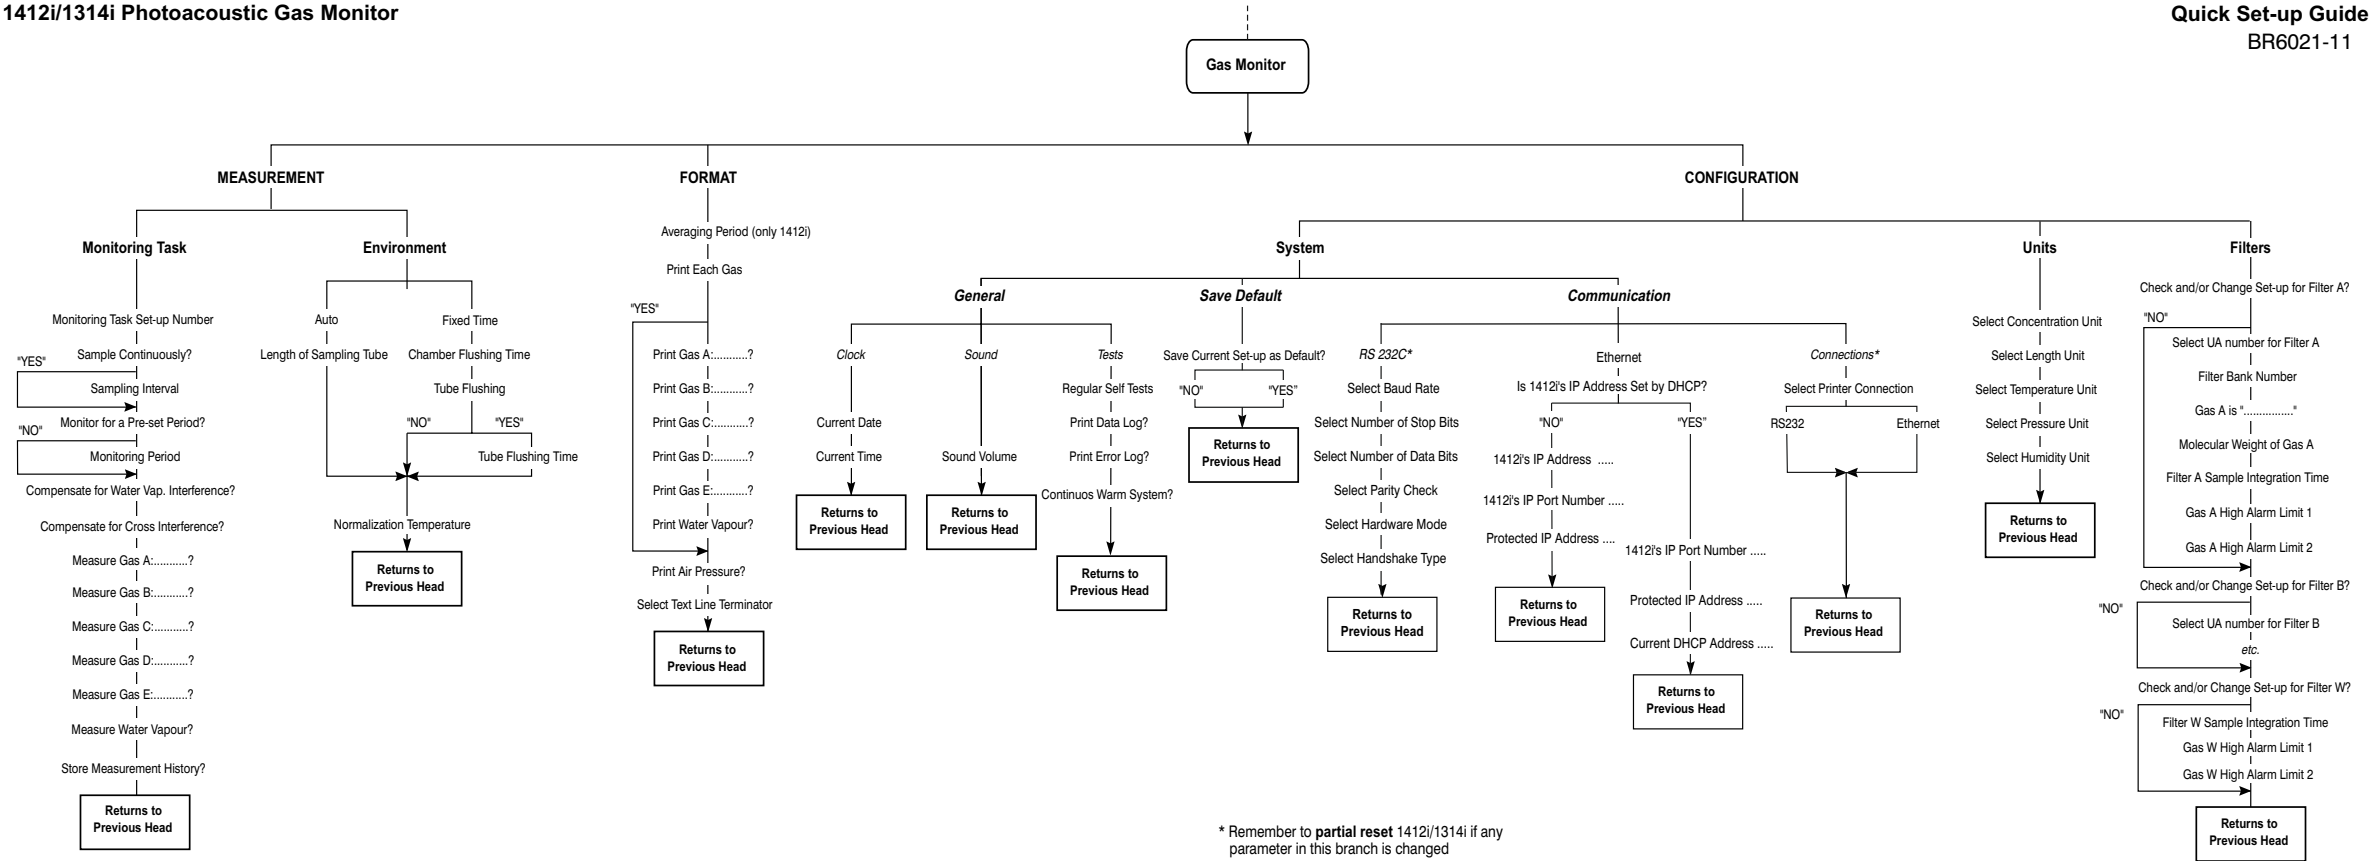 1412i/1314i Photoacoustic Gas Monitor
Quick Set-up Guide
BR6021-11
Gas Monitor
MEASUREMENT
Monitoring Task
Monitoring Task Set-up Number
Sample Continuously?
"YES"
Sampling Interval
Monitor for a Pre-set Period?
"NO"
Monitoring Period
Compensate for Water Vap. Interference?
Compensate for Cross Interference?
Measure Gas A:...........?
Measure Gas B:...........?
Measure Gas C:...........?
Measure Gas D:...........?
Measure Gas E:...........?
Measure Water Vapour?
Store Measurement History?
Returns to
Previous Head
Environment
Auto
Length of Sampling Tube
Fixed Time
Chamber Flushing Time
Tube Flushing
"NO"
"YES"
Tube Flushing Time
Normalization Temperature
Returns to
Previous Head
FORMAT
Averaging Period (only 1412i)
Print Each Gas
"YES"
Print Gas A:...........?
Print Gas B:...........?
Print Gas C:...........?
Print Gas D:...........?
Print Gas E:...........?
Print Water Vapour?
Print Air Pressure?
Select Text Line Terminator
Returns to
Previous Head
CONFIGURATION
System
General
Clock
Current Date
Current Time
Returns to
Previous Head
Sound
Sound Volume
Returns to
Previous Head
Tests
Regular Self Tests
Print Data Log?
Print Error Log?
Continuos Warm System?
Returns to
Previous Head
Save Default
Save Current Set-up as Default?
"NO"
"YES"
Returns to
Previous Head
Communication
RS 232C*
Select Baud Rate
Select Number of Stop Bits
Select Number of Data Bits
Select Parity Check
Select Hardware Mode
Select Handshake Type
Returns to
Previous Head
Ethernet
Is 1412i's IP Address Set by DHCP?
"NO"
1412i's IP Address .....
1412i's IP Port Number .....
Protected IP Address ....
Returns to
Previous Head
"YES"
1412i's IP Port Number .....
Protected IP Address .....
Current DHCP Address .....
Returns to
Previous Head
Connections*
Select Printer Connection
RS232
Ethernet
Returns to
Previous Head
Units
Select Concentration Unit
Select Length Unit
Select Temperature Unit
Select Pressure Unit
Select Humidity Unit
Returns to
Previous Head
Filters
Check and/or Change Set-up for Filter A?
"NO"
Select UA number for Filter A
Filter Bank Number
Gas A is "................"
Molecular Weight of Gas A
Filter A Sample Integration Time
Gas A High Alarm Limit 1
Gas A High Alarm Limit 2
Check and/or Change Set-up for Filter B?
"NO"
Select UA number for Filter B
etc.
Check and/or Change Set-up for Filter W?
"NO"
Filter W Sample Integration Time
Gas W High Alarm Limit 1
Gas W High Alarm Limit 2
Returns to
Previous Head
* Remember to partial reset 1412i/1314i if any
parameter in this branch is changed